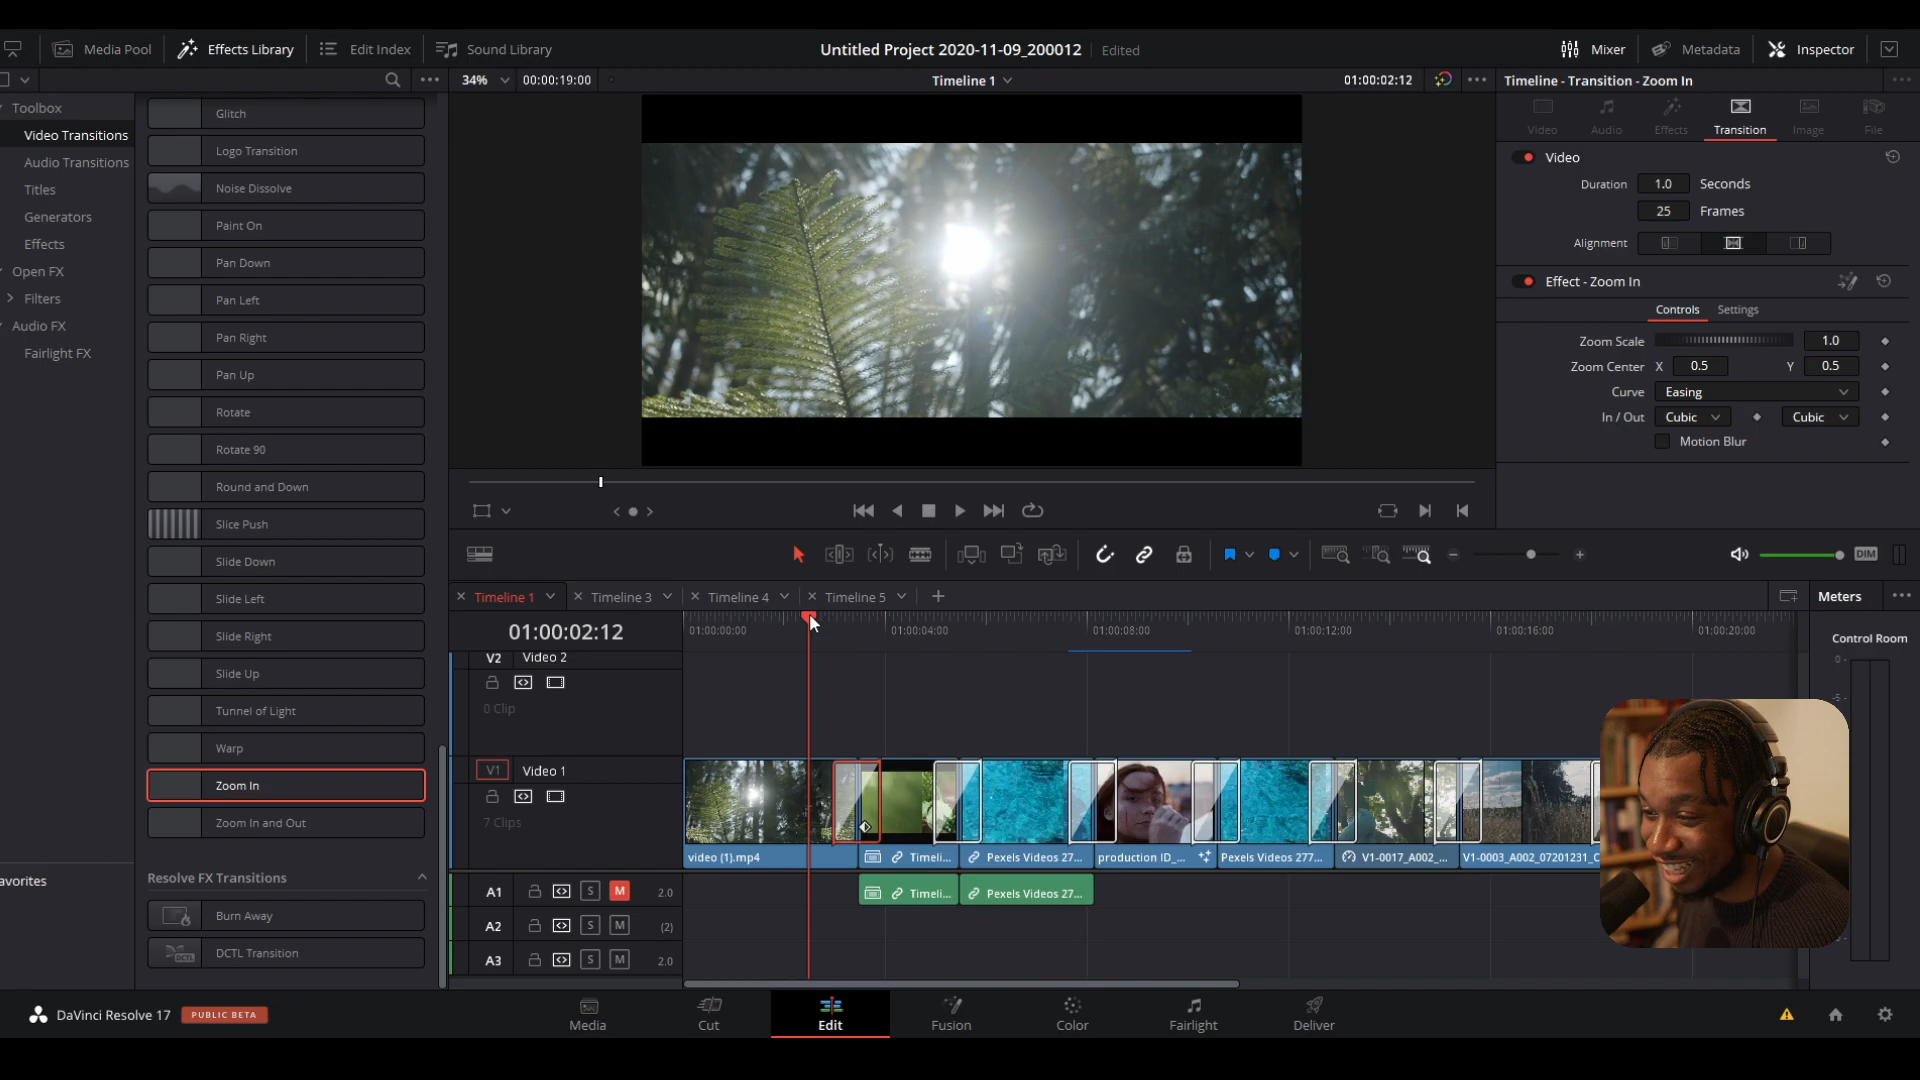 Media Pool
Effects Library
Edit Index
Sound Library
Untitled Project 2020-11-09_200012
Edited
Mixer
Metadata
Inspector
34%
00:00:19:00
Timeline 1
01:00:02:12
Timeline - Transition - Zoom In
Toolbox
Video Transitions
Audio Transitions
Titles
Generators
Effects
Open FX
Filters
Audio FX
Fairlight FX
avorites
Glitch
Logo Transition
Noise Dissolve
Paint On
Pan Down
Pan Left
Pan Right
Pan Up
Rotate
Rotate 90
Round and Down
Slice Push
Slide Down
Slide Left
Slide Right
Slide Up
Tunnel of Light
Warp
Zoom In
Zoom In and Out
Resolve FX Transitions
Burn Away
DCTL
DCTL Transition
Video
Audio
Effects
Transition
Image
File
Video
Duration 1.0 Seconds
25 Frames
Alignment
Effect - Zoom In
Controls
Settings
Zoom Scale 1.0
Zoom Center X 0.5 Y 0.5
Curve Easing
In / Out Cubic Cubic
Motion Blur
DIM
Timeline 1
Timeline 3
Timeline 4
Timeline 5
Meters
01:00:02:12
01:00:00:00
01:00:04:00
01:00:08:00
01:00:12:00
01:00:16:00
01:00:20:00
Control Room
0
-5
V2 Video 2
0 Clip
V1 Video 1
7 Clips
video (1).mp4
Timeli...
Pexels Videos 27...
production ID_...
Pexels Videos 277...
V1-0017_A002_...
V1-0003_A002_07201231_C
A1 S M 2.0
Timeli...
Pexels Videos 27...
A2 S M (2)
A3 S M 2.0
DaVinci Resolve 17
PUBLIC BETA
Media
Cut
Edit
Fusion
Color
Fairlight
Deliver